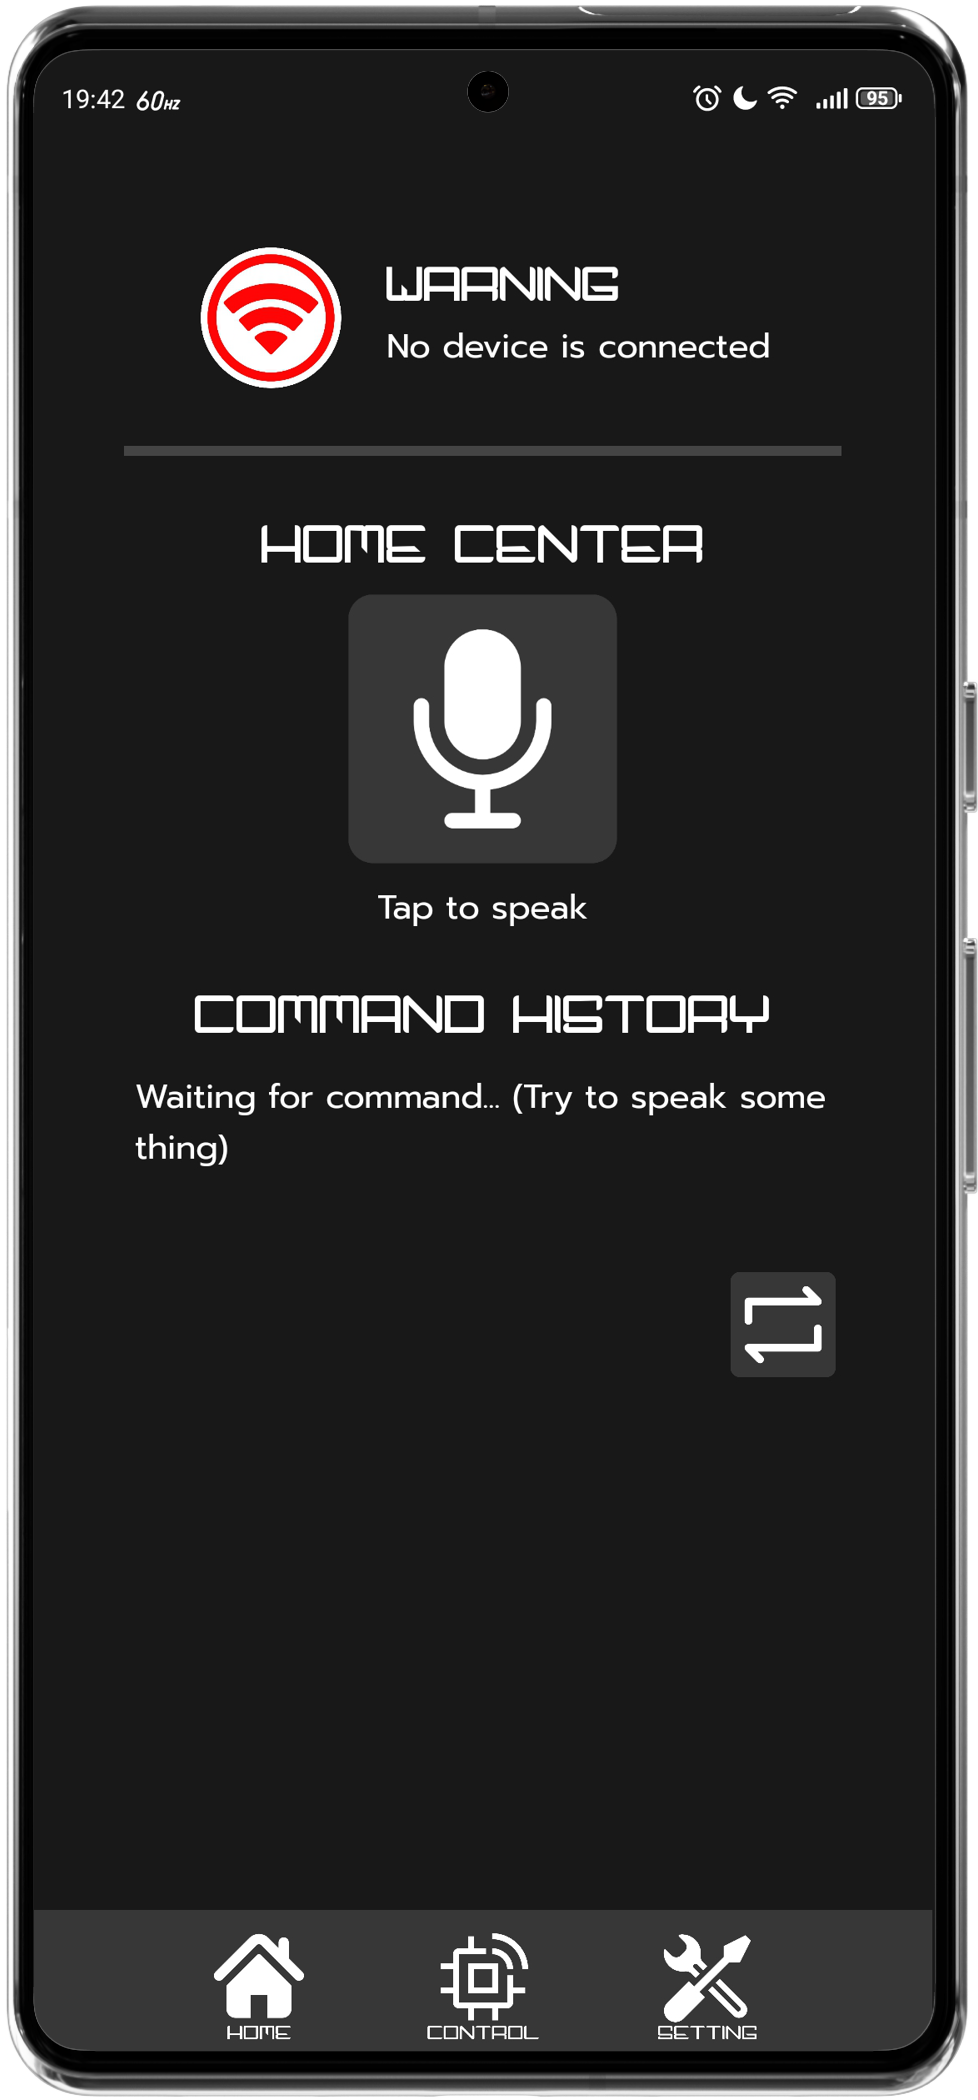 19:42 60HZ 95
WARNING
No device is connected
HOME CENTER
Tap to speak
COMMAND HISTORY
Waiting for command... (Try to speak some
thing)
HOME CONTROL SETTING